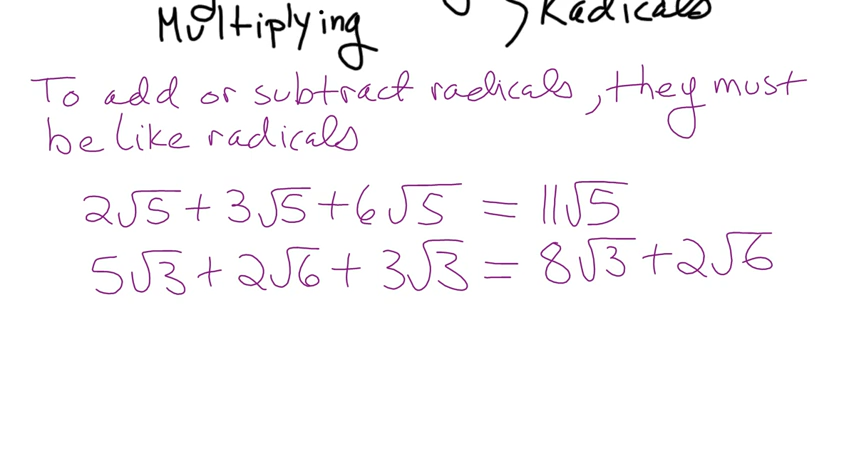 Multiplying Radicals
To add or subtract radicals, they must
be like radicals
2√5 + 3√5 + 6√5 = 11√5
5√3 + 2√6 + 3√3 = 8√3 + 2√6